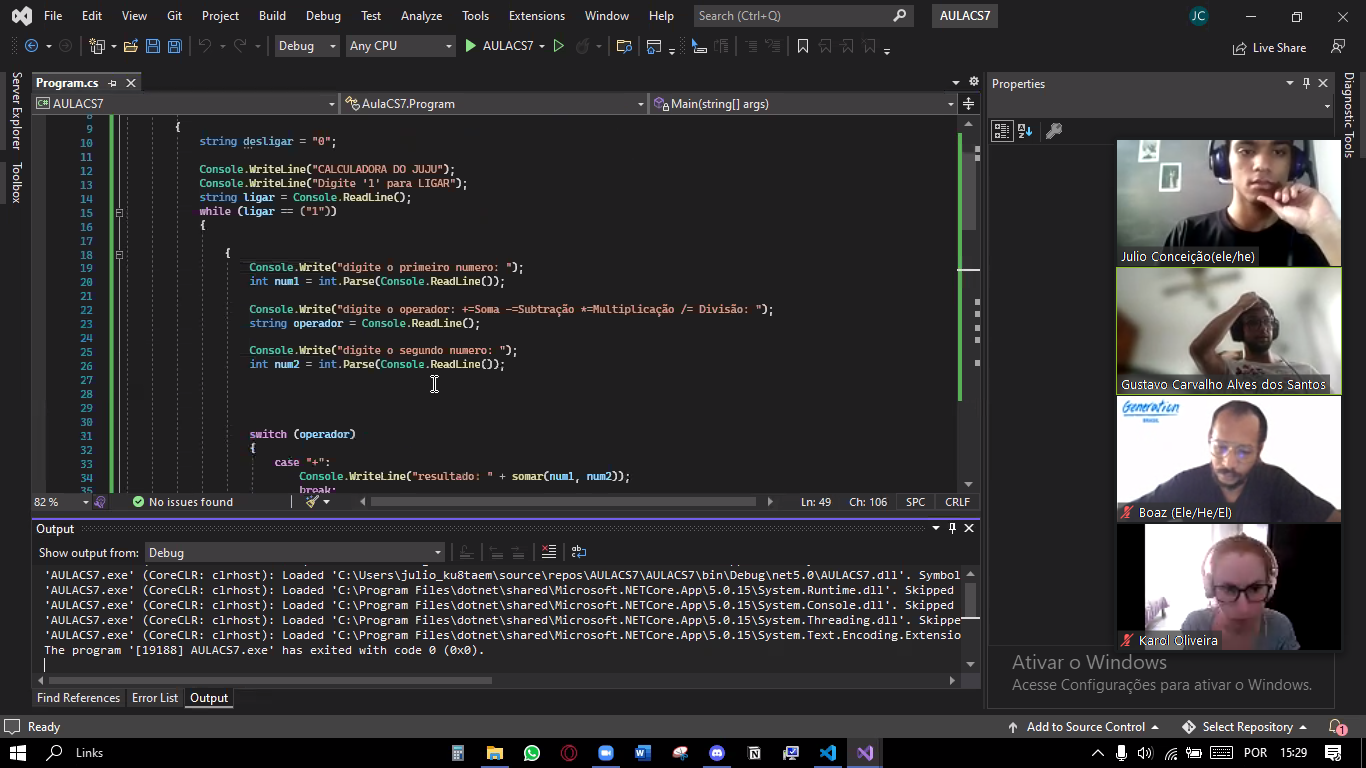 File Edit View Git Project Build Debug Test Analyze Tools Extensions Window Help Search (Ctrl+Q) AULACS7 JC
Debug Any CPU AULACS7 Live Share
Server Explorer
Toolbox
Program.cs
AULACS7 AulaCS7.Program Main(string[] args)
8
9 {
10 string desligar = "0";
11
12 Console.WriteLine("CALCULADORA DO JUJU");
13 Console.WriteLine("Digite '1' para LIGAR");
14 string ligar = Console.ReadLine();
15 while (ligar == ("1"))
16 {
17
18 {
19 Console.Write("digite o primeiro numero: ");
20 int num1 = int.Parse(Console.ReadLine());
21
22 Console.Write("digite o operador: +=Soma -=Subtração *=Multiplicação /= Divisão: ");
23 string operador = Console.ReadLine();
24
25 Console.Write("digite o segundo numero: ");
26 int num2 = int.Parse(Console.ReadLine());
27
28
29
30
31 switch (operador)
32 {
33 case "+":
34 Console.WriteLine("resultado: " + somar(num1, num2));
35 break;
82 % No issues found Ln: 49 Ch: 106 SPC CRLF
Output
Show output from: Debug
'AULACS7.exe' (CoreCLR: clrhost): Loaded 'C:\Users\julio_ku8taem\source\repos\AULACS7\AULACS7\bin\Debug\net5.0\AULACS7.dll'. Symbol
'AULACS7.exe' (CoreCLR: clrhost): Loaded 'C:\Program Files\dotnet\shared\Microsoft.NETCore.App\5.0.15\System.Runtime.dll'. Skipped
'AULACS7.exe' (CoreCLR: clrhost): Loaded 'C:\Program Files\dotnet\shared\Microsoft.NETCore.App\5.0.15\System.Console.dll'. Skipped
'AULACS7.exe' (CoreCLR: clrhost): Loaded 'C:\Program Files\dotnet\shared\Microsoft.NETCore.App\5.0.15\System.Threading.dll'. Skippe
'AULACS7.exe' (CoreCLR: clrhost): Loaded 'C:\Program Files\dotnet\shared\Microsoft.NETCore.App\5.0.15\System.Text.Encoding.Extensio
The program '[19188] AULACS7.exe' has exited with code 0 (0x0).
Find References Error List Output
Properties
Diagnostic Tools
Julio Conceição(ele/he)
Gustavo Carvalho Alves dos Santos
Generation
BRASIL
Boaz (Ele/He/El)
Karol Oliveira
Ativar o Windows
Acesse Configurações para ativar o Windows.
Ready Add to Source Control Select Repository 1
Links POR 15:29